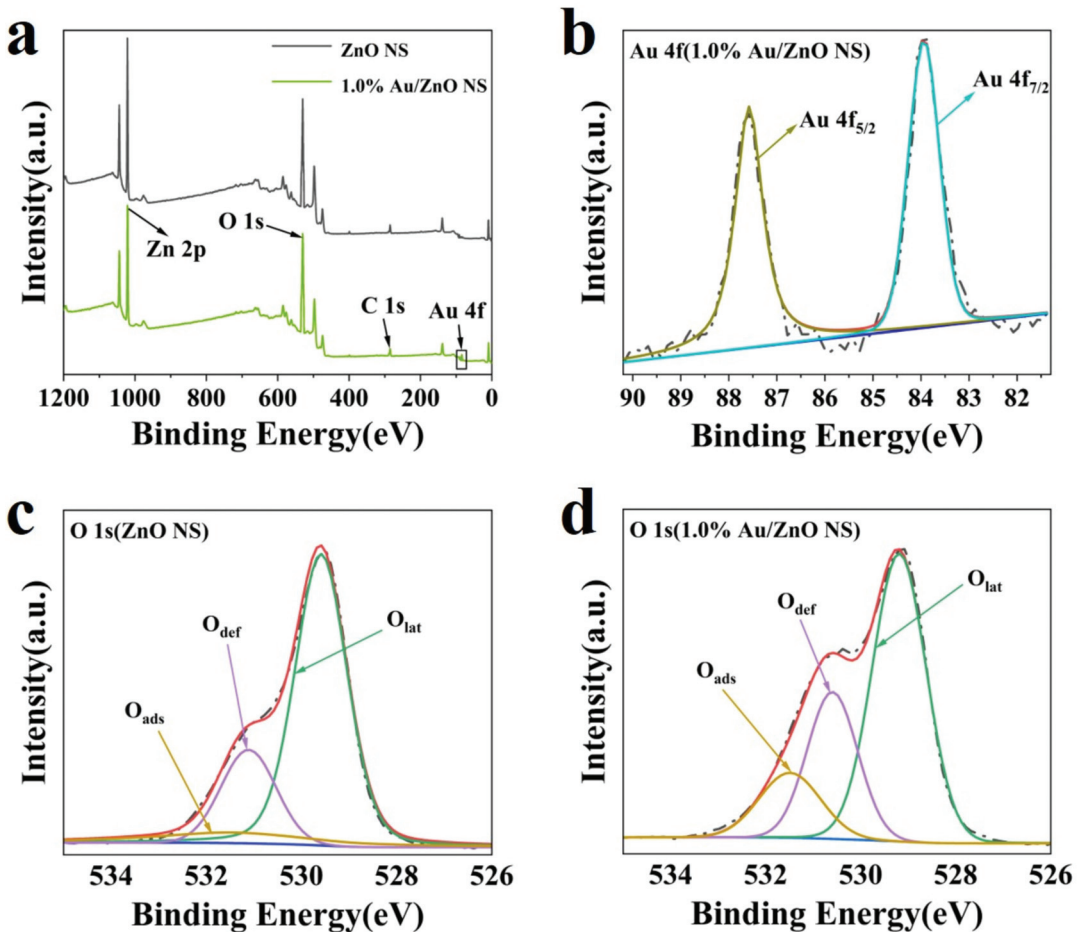 a
ZnO NS
1.0% Au/ZnO NS
Zn 2p
O 1s
C 1s
Au 4f
Intensity(a.u.)
1200 1000 800 600 400 200 0
Binding Energy(eV)
b
Au 4f(1.0% Au/ZnO NS)
Au 4f5/2
Au 4f7/2
Intensity(a.u.)
90 89 88 87 86 85 84 83 82
Binding Energy(eV)
c
O 1s(ZnO NS)
Odef
Olat
Oads
Intensity(a.u.)
534 532 530 528 526
Binding Energy(eV)
d
O 1s(1.0% Au/ZnO NS)
Olat
Odef
Oads
Intensity(a.u.)
534 532 530 528 526
Binding Energy(eV)